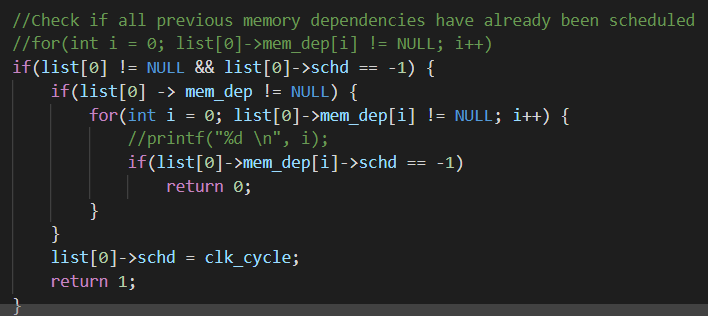 //Check if all previous memory dependencies have already been scheduled
//for(int i = 0; list[0]->mem_dep[i] != NULL; i++)
if(list[0] != NULL && list[0]->schd == -1) {
if(list[0] -> mem_dep != NULL) {
for(int i = 0; list[0]->mem_dep[i] != NULL; i++) {
//printf("%d \n", i);
if(list[0]->mem_dep[i]->schd == -1)
return 0;
}
}
list[0]->schd = clk_cycle;
return 1;
}